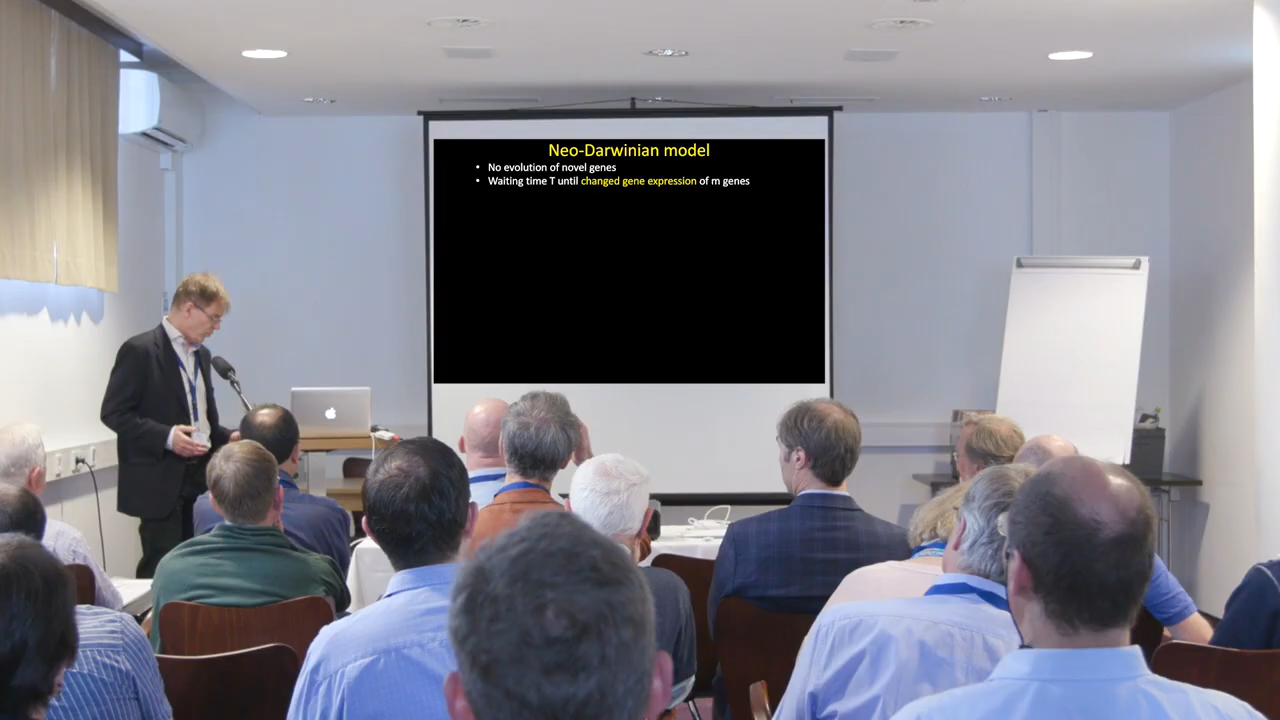 Neo-Darwinian model
• No evolution of novel genes
• Waiting time T until changed gene expression of m genes